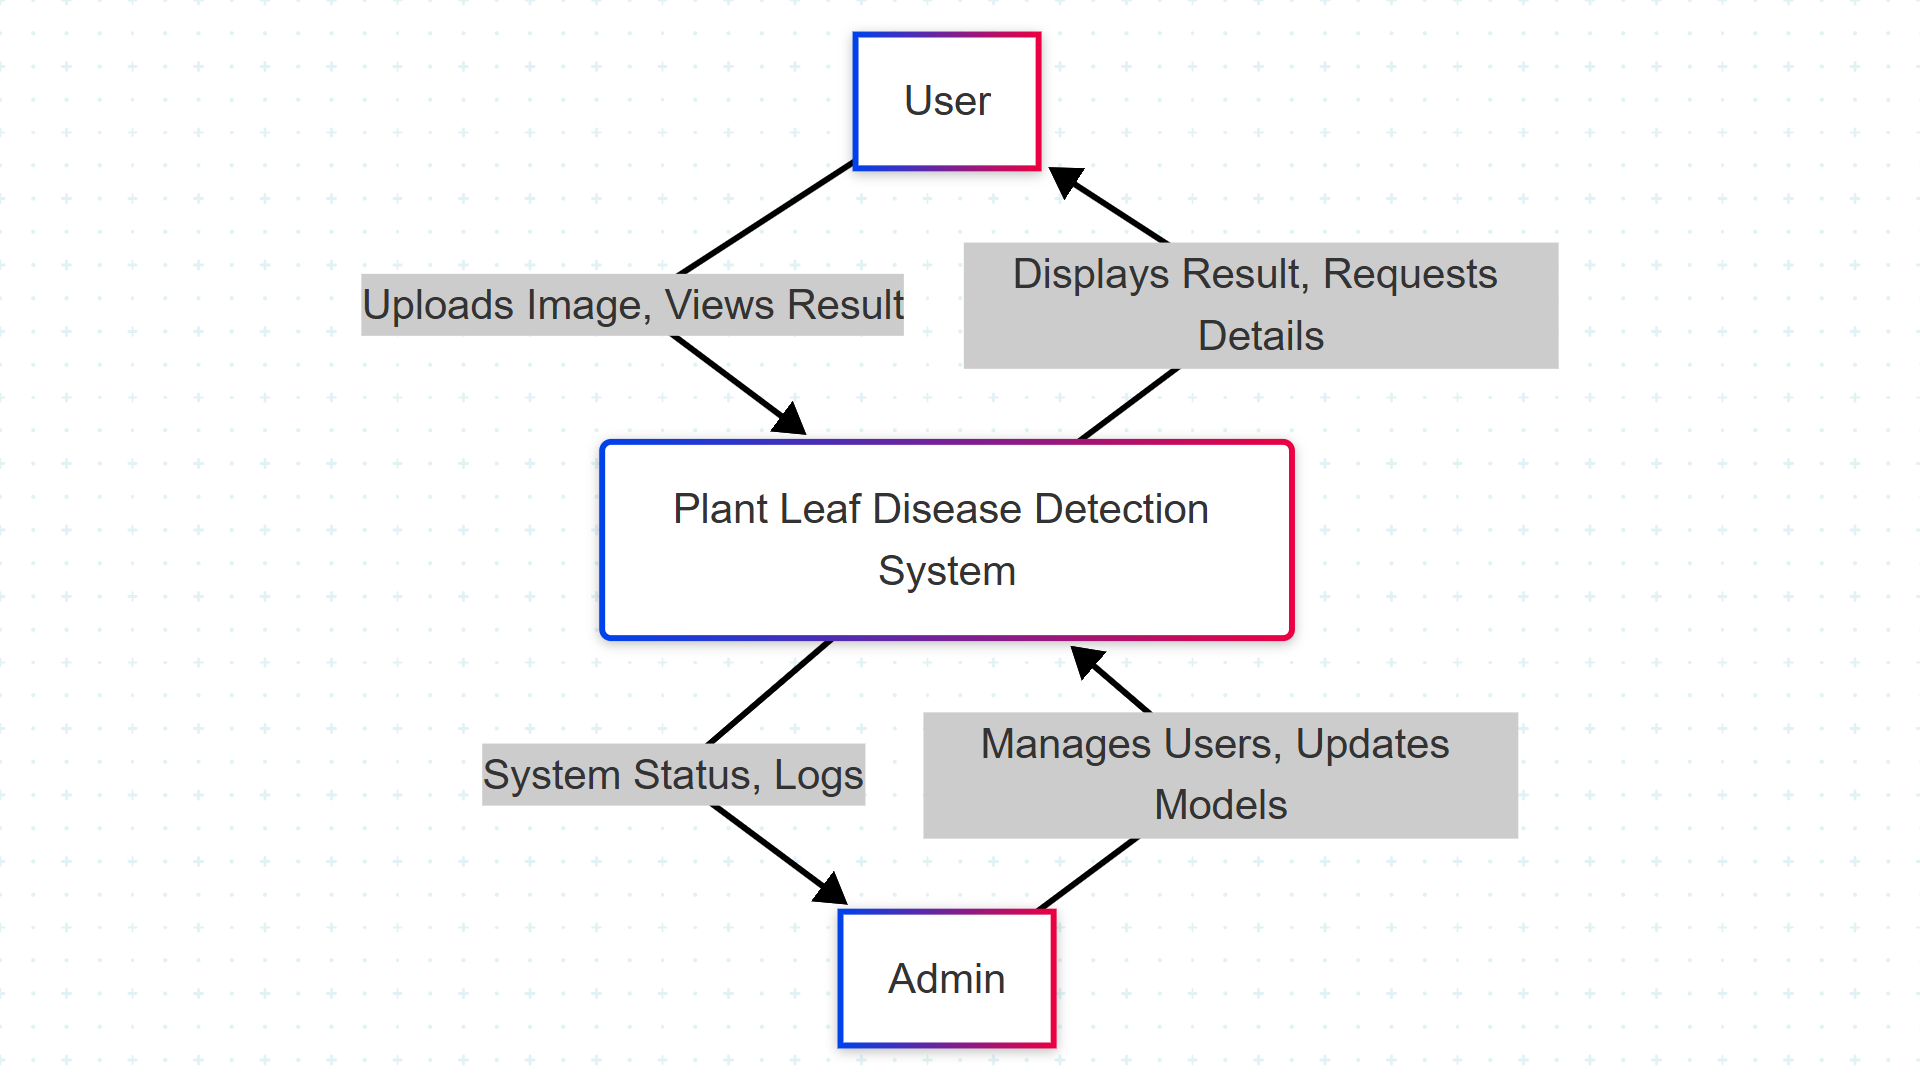 User
Uploads Image, Views Result
Displays Result, Requests
Details
Plant Leaf Disease Detection
System
System Status, Logs
Manages Users, Updates
Models
Admin